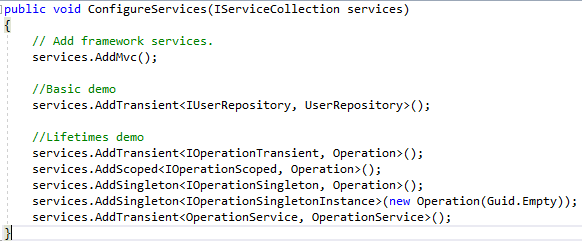 public void ConfigureServices(IServiceCollection services)
{
// Add framework services.
services.AddMvc();
//Basic demo
services.AddTransient<IUserRepository, UserRepository>();
//Lifetimes demo
services.AddTransient<IOperationTransient, Operation>();
services.AddScoped<IOperationScoped, Operation>();
services.AddSingleton<IOperationSingleton, Operation>();
services.AddSingleton<IOperationSingletonInstance>(new Operation(Guid.Empty));
services.AddTransient<OperationService, OperationService>();
}